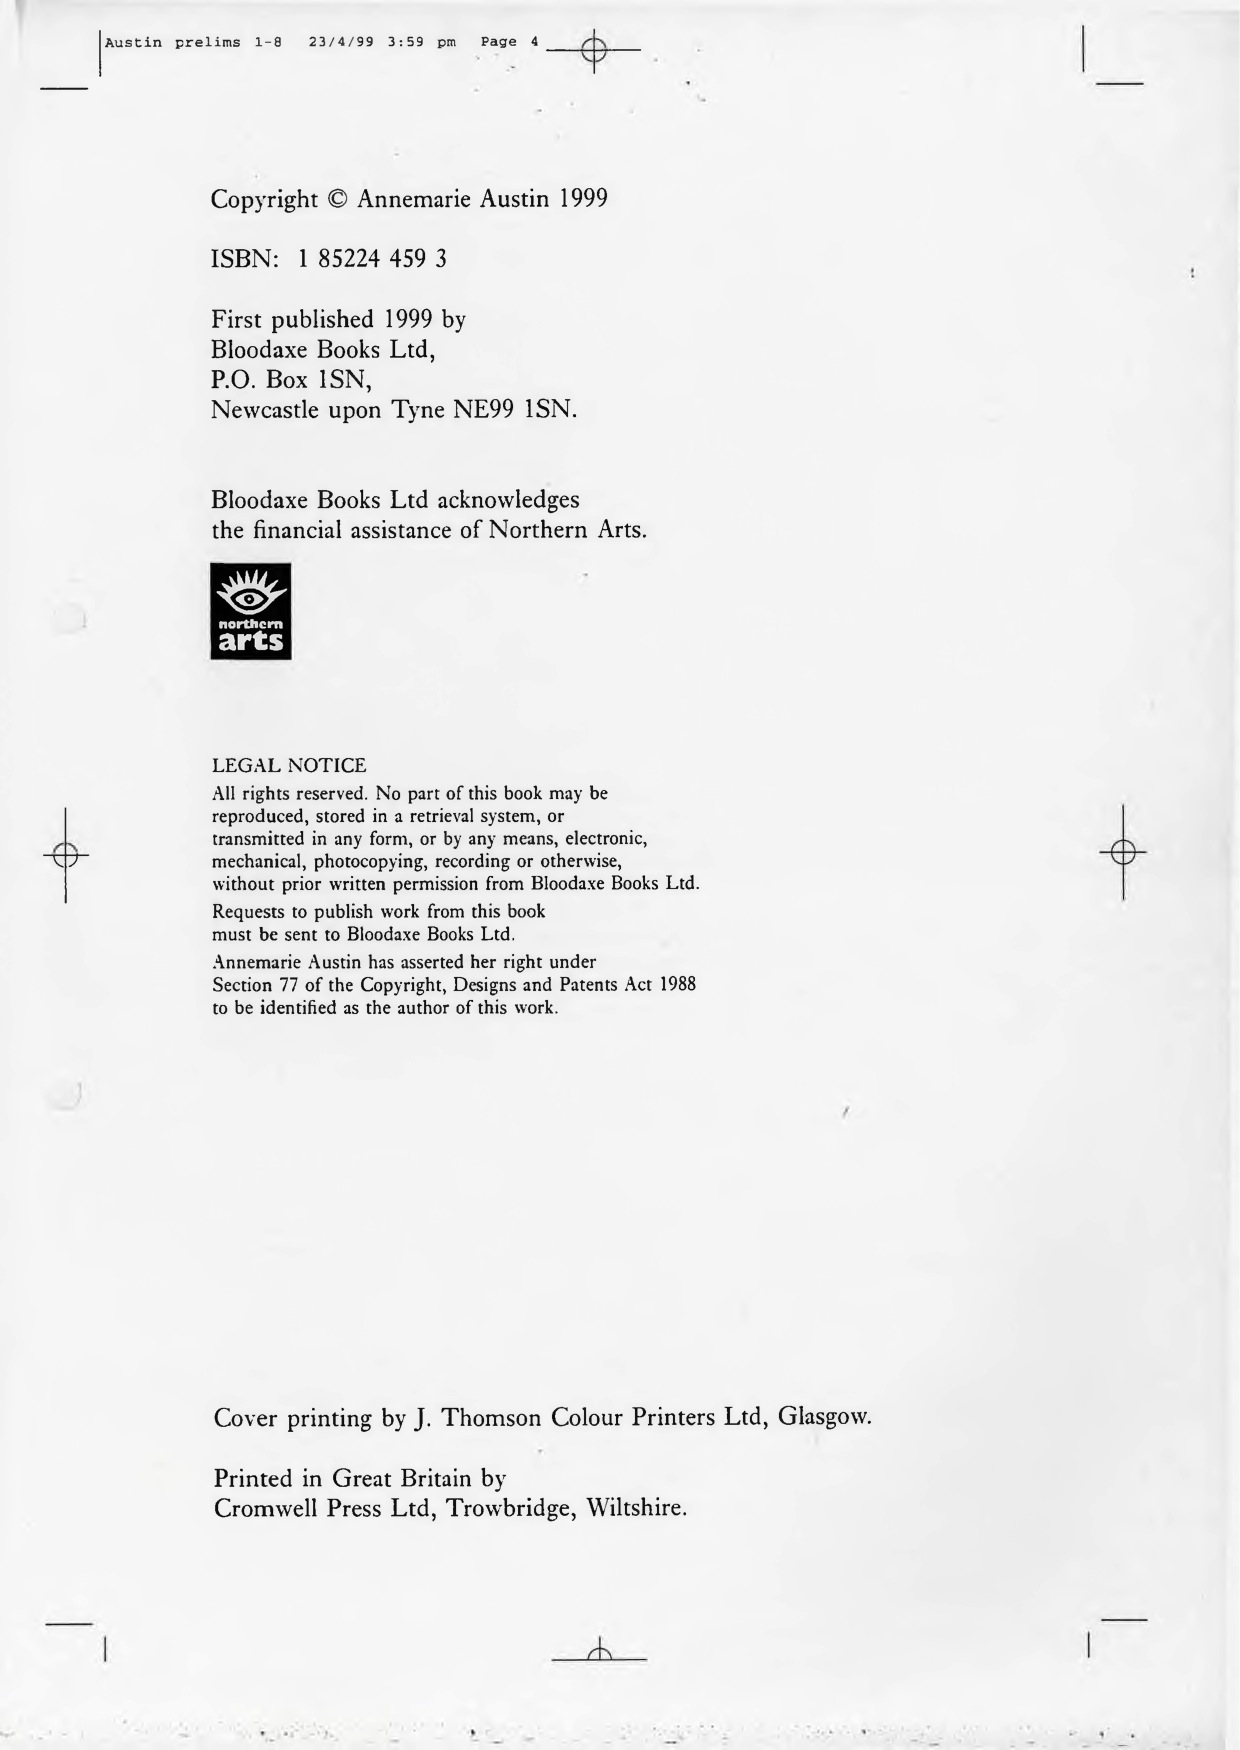 Austin prelims 1-8 23/4/99 3:59 pm Page 4
Copyright © Annemarie Austin 1999
ISBN: 1 85224 459 3
First published 1999 by
Bloodaxe Books Ltd,
P.O. Box 1SN,
Newcastle upon Tyne NE99 1SN.
Bloodaxe Books Ltd acknowledges
the financial assistance of Northern Arts.
northern
arts
LEGAL NOTICE
All rights reserved. No part of this book may be
reproduced, stored in a retrieval system, or
transmitted in any form, or by any means, electronic,
mechanical, photocopying, recording or otherwise,
without prior written permission from Bloodaxe Books Ltd.
Requests to publish work from this book
must be sent to Bloodaxe Books Ltd.
Annemarie Austin has asserted her right under
Section 77 of the Copyright, Designs and Patents Act 1988
to be identified as the author of this work.
Cover printing by J. Thomson Colour Printers Ltd, Glasgow.
Printed in Great Britain by
Cromwell Press Ltd, Trowbridge, Wiltshire.